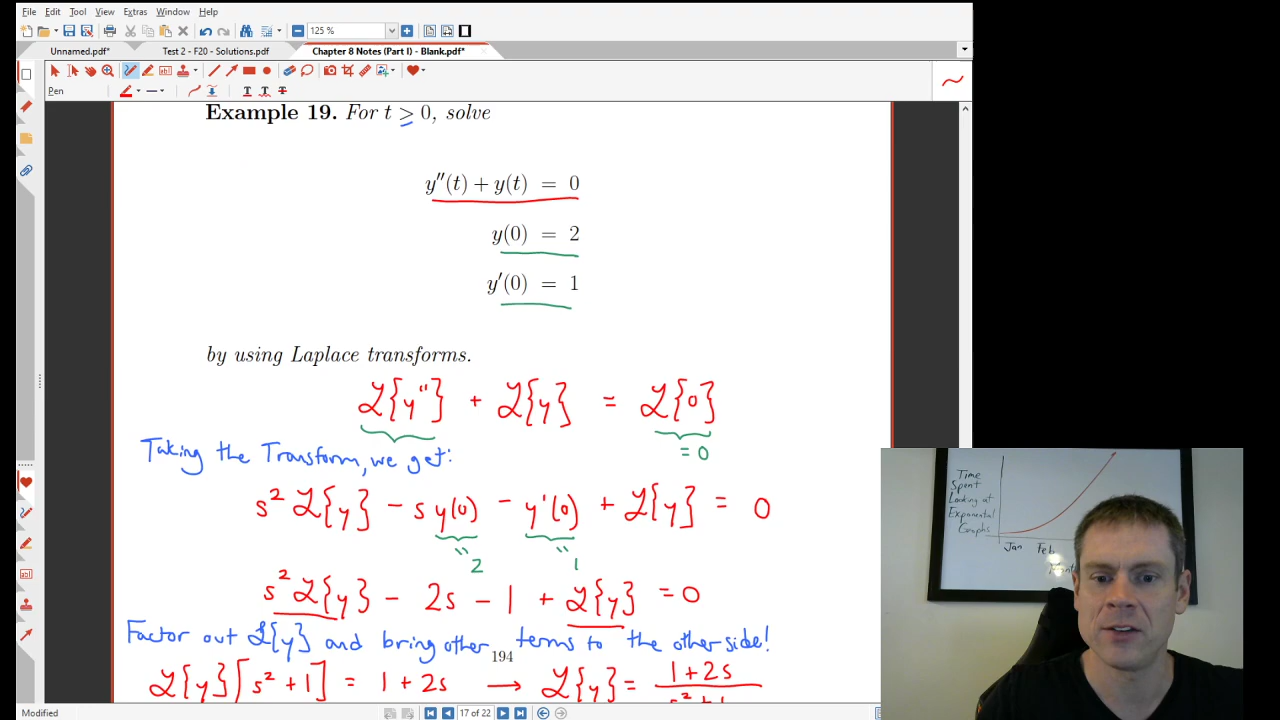 File Edit Tool View Extras Window Help
125 %
Unnamed.pdf* Test 2 - F20 - Solutions.pdf Chapter 8 Notes (Part I) - Blank.pdf*
Pen
Example 19. For t ≥ 0, solve
y''(t) + y(t) = 0
y(0) = 2
y'(0) = 1
by using Laplace transforms.
ℒ{y''} + ℒ{y} = ℒ{0}
= 0
Taking the Transform, we get:
s² ℒ{y} - s y(0) - y'(0) + ℒ{y} = 0
" "
2 1
s² ℒ{y} - 2s - 1 + ℒ{y} = 0
Factor out ℒ{y} and bring other terms to the other side!
194
ℒ{y}[s² + 1] = 1 + 2s → ℒ{y} = 1 + 2s
s² + 1
Time
Spent
Looking at
Exponential
Graphs
Jan Feb
Modified 17 of 22